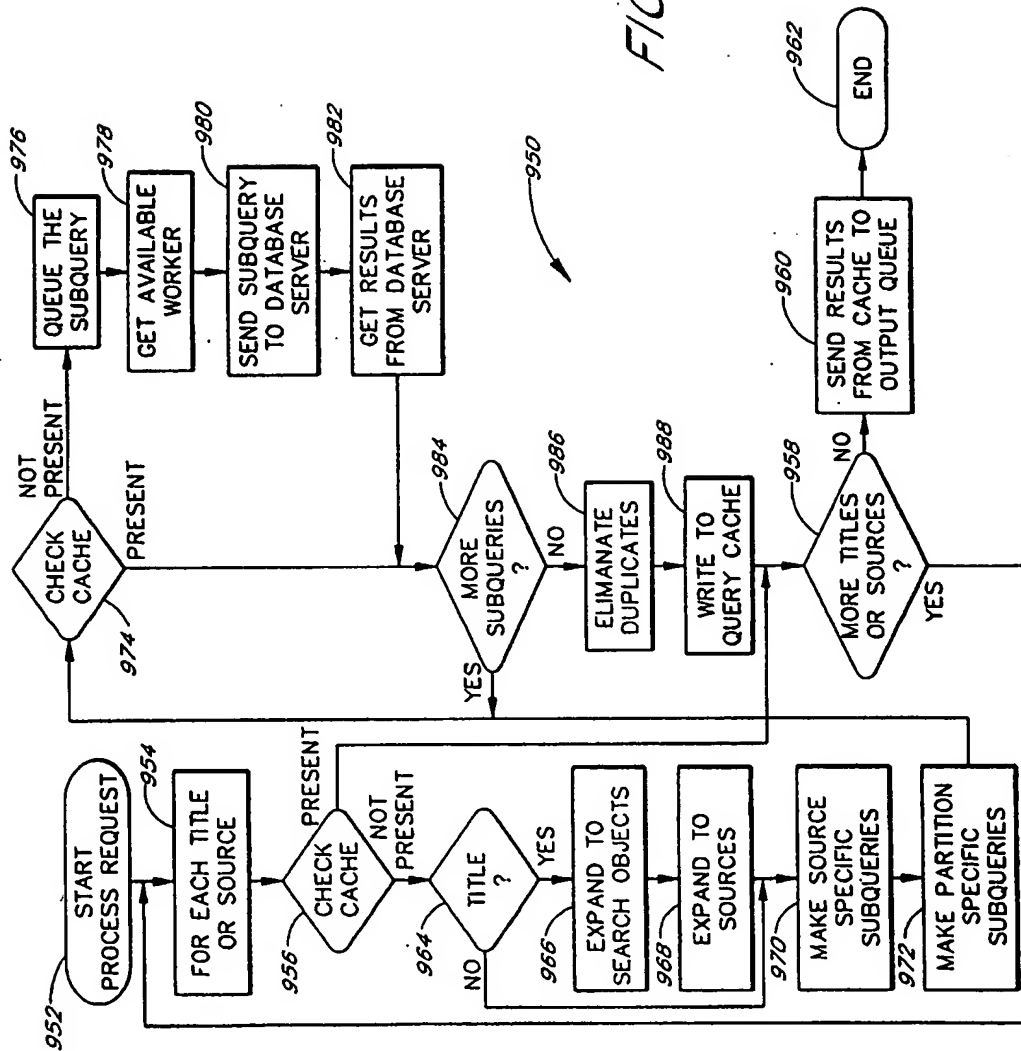 952
START
PROCESS REQUEST
954
FOR EACH TITLE
OR SOURCE
956
CHECK
CACHE
PRESENT
NOT
PRESENT
964
TITLE
?
NO
YES
966
EXPAND TO
SEARCH OBJECTS
968
EXPAND TO
SOURCES
970
MAKE SOURCE
SPECIFIC
SUBQUERIES
972
MAKE PARTITION
SPECIFIC
SUBQUERIES
974
CHECK
CACHE
NOT
PRESENT
PRESENT
976
QUEUE THE
SUBQUERY
978
GET AVAILABLE
WORKER
980
SEND SUBQUERY
TO DATABASE
SERVER
982
GET RESULTS
FROM DATABASE
SERVER
984
MORE
SUBQUERIES
?
YES
NO
986
ELIMANATE
DUPLICATES
988
WRITE TO
QUERY CACHE
958
MORE TITLES
OR SOURCES
?
YES
NO
960
SEND RESULTS
FROM CACHE TO
OUTPUT QUEUE
962
END
950